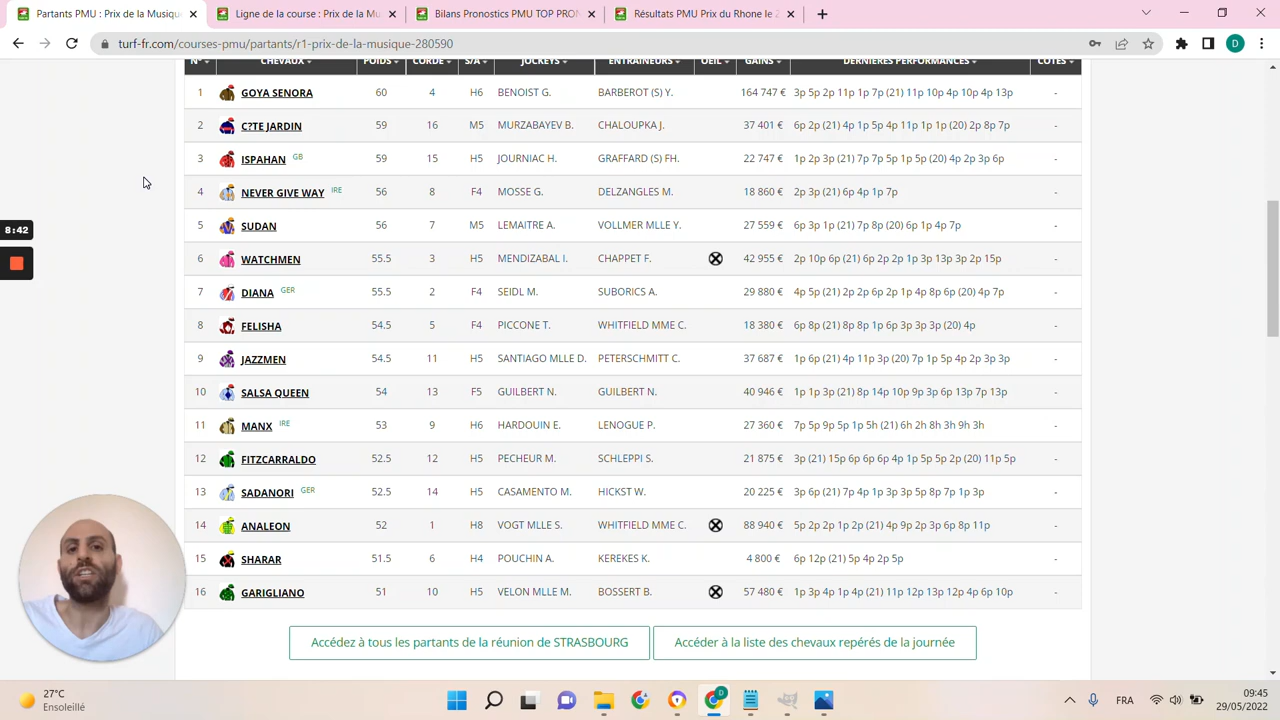 Partants PMU : Prix de la Musique
Ligne de la course : Prix de la Mu
Bilans Pronostics PMU TOP PRON
Résultats PMU Prix du Rhone le 2
turf-fr.com/courses-pmu/partants/r1-prix-de-la-musique-280590
N° CHEVAUX POIDS CORDE S/A JOCKEYS ENTRAÎNEURS OEIL GAINS DERNIÈRES PERFORMANCES COTES
1 GOYA SENORA 60 4 H6 BENOIST G. BARBEROT (S) Y. 164 747 € 3p 5p 2p 11p 1p 7p (21) 11p 10p 4p 10p 4p 13p -
2 C?TE JARDIN 59 16 M5 MURZABAYEV B. CHALOUPKA J. 37 401 € 6p 2p (21) 4p 1p 5p 4p 11p 1p 1p (20) 2p 8p 7p -
3 ISPAHAN GB 59 15 H5 JOURNIAC H. GRAFFARD (S) FH. 22 747 € 1p 2p 3p (21) 7p 7p 5p 1p 5p (20) 4p 2p 3p 6p -
4 NEVER GIVE WAY IRE 56 8 F4 MOSSE G. DELZANGLES M. 18 860 € 2p 3p (21) 6p 4p 1p 7p -
5 SUDAN 56 7 M5 LEMAITRE A. VOLLMER MLLE Y. 27 559 € 6p 3p 1p (21) 7p 8p (20) 6p 1p 4p 7p -
6 WATCHMEN 55.5 3 H5 MENDIZABAL I. CHAPPET F. 42 955 € 2p 10p 6p (21) 6p 2p 2p 1p 3p 13p 3p 2p 15p -
7 DIANA GER 55.5 2 F4 SEIDL M. SUBORICS A. 29 880 € 4p 5p (21) 2p 2p 6p 2p 1p 4p 8p 6p (20) 4p 7p -
8 FELISHA 54.5 5 F4 PICCONE T. WHITFIELD MME C. 18 380 € 6p 8p (21) 8p 8p 1p 6p 3p 3p 3p (20) 4p -
9 JAZZMEN 54.5 11 H5 SANTIAGO MLLE D. PETERSCHMITT C. 37 687 € 1p 6p (21) 4p 11p 3p (20) 7p 1p 5p 4p 2p 3p 3p -
10 SALSA QUEEN 54 13 F5 GUILBERT N. GUILBERT N. 40 946 € 1p 1p 3p (21) 8p 14p 10p 9p 3p 6p 13p 7p 13p -
11 MANX IRE 53 9 H6 HARDOUIN E. LENOGUE P. 27 360 € 7p 5p 9p 5p 1p 5h (21) 6h 2h 8h 3h 9h 3h -
12 FITZCARRALDO 52.5 12 H5 PECHEUR M. SCHLEPPI S. 21 875 € 3p (21) 15p 6p 6p 6p 4p 1p 5p 5p 2p (20) 11p 5p -
13 SADANORI GER 52.5 14 H5 CASAMENTO M. HICKST W. 20 225 € 3p 6p (21) 7p 4p 1p 3p 3p 5p 8p 7p 1p 3p -
14 ANALEON 52 1 H8 VOGT MLLE S. WHITFIELD MME C. 88 940 € 5p 2p 2p 1p 2p (21) 4p 9p 2p 3p 6p 8p 11p -
15 SHARAR 51.5 6 H4 POUCHIN A. KEREKES K. 4 800 € 6p 12p (21) 5p 4p 2p 5p -
16 GARIGLIANO 51 10 H5 VELON MLLE M. BOSSERT B. 57 480 € 1p 3p 4p 1p 4p (21) 11p 12p 13p 12p 4p 6p 10p -
8:42
Accédez à tous les partants de la réunion de STRASBOURG
Accéder à la liste des chevaux repérés de la journée
27°C
Ensoleillé
FRA
09:45
29/05/2022